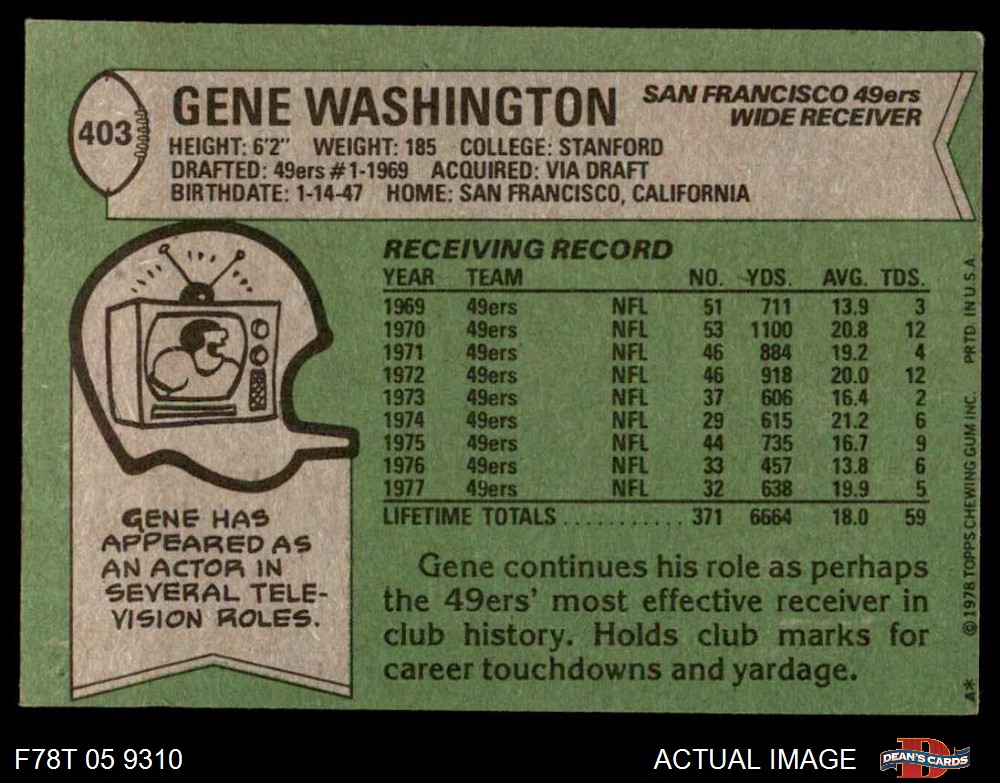 403
GENE WASHINGTON
SAN FRANCISCO 49ers
WIDE RECEIVER
HEIGHT: 6'2" WEIGHT: 185 COLLEGE: STANFORD
DRAFTED: 49ers #1-1969 ACQUIRED: VIA DRAFT
BIRTHDATE: 1-14-47 HOME: SAN FRANCISCO, CALIFORNIA
RECEIVING RECORD
YEAR TEAM NO. YDS. AVG. TDS.
1969 49ers NFL 51 711 13.9 3
1970 49ers NFL 53 1100 20.8 12
1971 49ers NFL 46 884 19.2 4
1972 49ers NFL 46 918 20.0 12
1973 49ers NFL 37 606 16.4 2
1974 49ers NFL 29 615 21.2 6
1975 49ers NFL 44 735 16.7 9
1976 49ers NFL 33 457 13.8 6
1977 49ers NFL 32 638 19.9 5
LIFETIME TOTALS ........... 371 6664 18.0 59
GENE HAS
APPEARED AS
AN ACTOR IN
SEVERAL TELE-
VISION ROLES.
Gene continues his role as perhaps
the 49ers' most effective receiver in
club history. Holds club marks for
career touchdowns and yardage.
A* ©1978 TOPPS CHEWING GUM INC. PRTD. IN U.S.A.
F78T 05 9310
ACTUAL IMAGE
DEAN'S CARDS